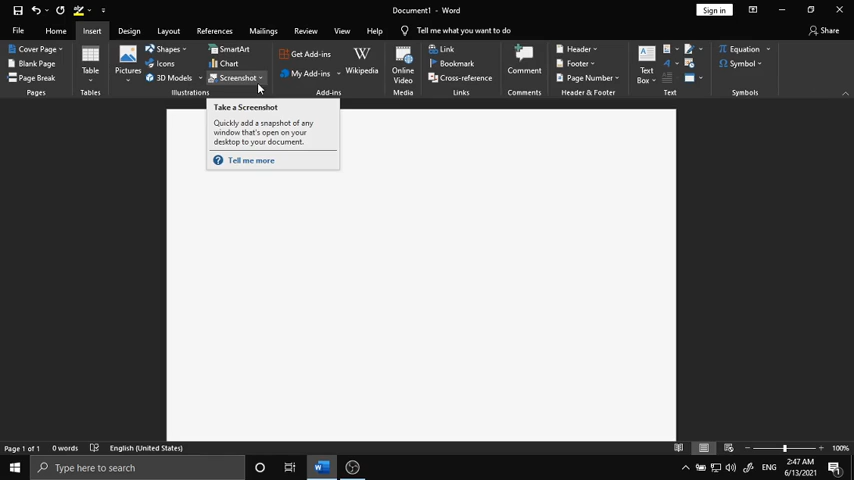 Document1 - Word
Sign in
File Home Insert Design Layout References Mailings Review View Help Tell me what you want to do
Share
Cover Page
Blank Page
Page Break
Pages
Table
Tables
Pictures
Shapes
Icons
3D Models
SmartArt
Chart
Screenshot
Illustrations
Get Add-ins
My Add-ins
Wikipedia
Add-ins
Online
Video
Media
Link
Bookmark
Cross-reference
Links
Comment
Comments
Header
Footer
Page Number
Header & Footer
Text
Box
Text
Equation
Symbol
Symbols
Take a Screenshot
Quickly add a snapshot of any
window that's open on your
desktop to your document.
Tell me more
Page 1 of 1 0 words English (United States)
100%
Type here to search
ENG
2:47 AM
6/13/2021